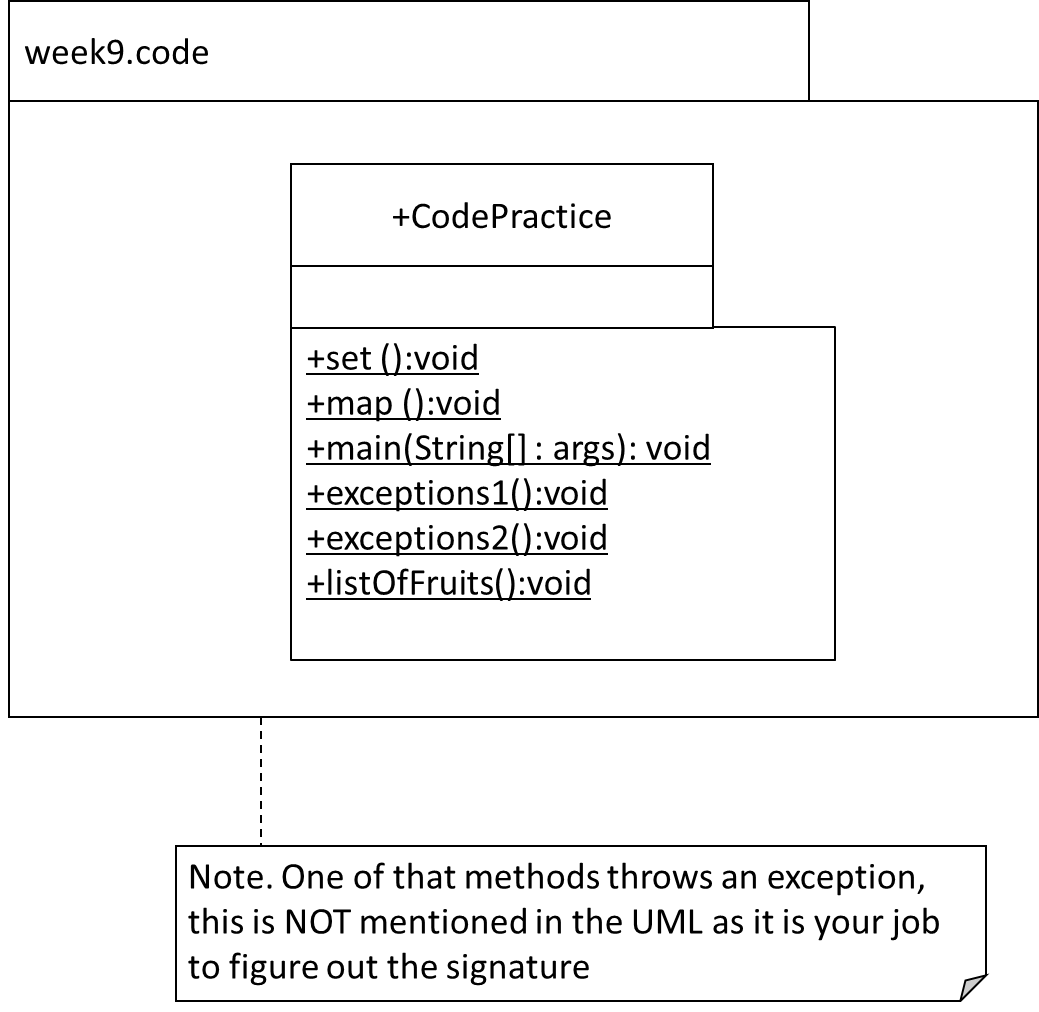 week9.code
+CodePractice
+set ():void
+map ():void
+main(String[] : args): void
+exceptions1():void
+exceptions2():void
+listOfFruits():void
Note. One of that methods throws an exception,
this is NOT mentioned in the UML as it is your job
to figure out the signature